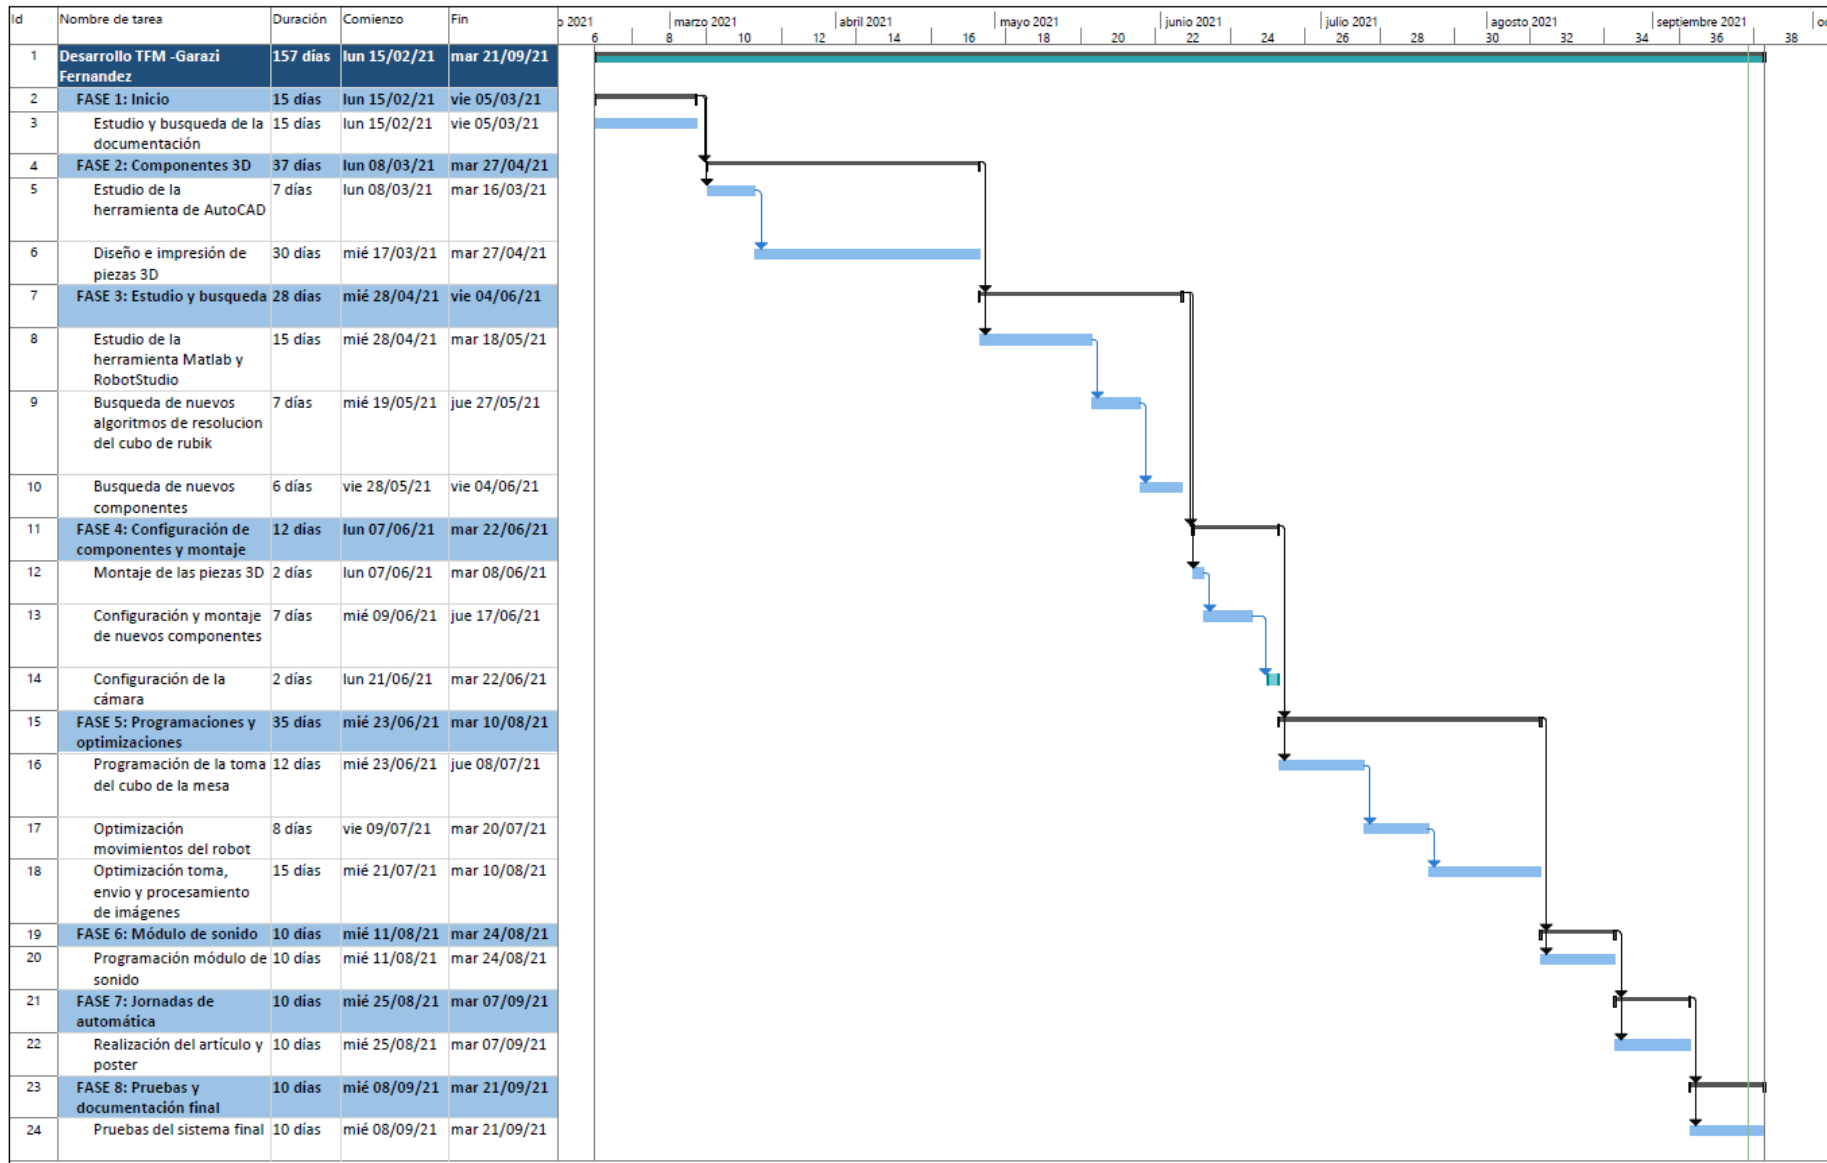 Id Nombre de tarea Duración Comienzo Fin
o 2021 marzo 2021 abril 2021 mayo 2021 junio 2021 julio 2021 agosto 2021 septiembre 2021
6 8 10 12 14 16 18 20 22 24 26 28 30 32 34 36 38
1 Desarrollo TFM -Garazi 157 días lun 15/02/21 mar 21/09/21
Fernandez
2 FASE 1: Inicio 15 días lun 15/02/21 vie 05/03/21
3 Estudio y busqueda de la 15 días lun 15/02/21 vie 05/03/21
documentación
4 FASE 2: Componentes 3D 37 días lun 08/03/21 mar 27/04/21
5 Estudio de la 7 días lun 08/03/21 mar 16/03/21
herramienta de AutoCAD
6 Diseño e impresión de 30 días mié 17/03/21 mar 27/04/21
piezas 3D
7 FASE 3: Estudio y busqueda 28 días mié 28/04/21 vie 04/06/21
8 Estudio de la 15 días mié 28/04/21 mar 18/05/21
herramienta Matlab y
RobotStudio
9 Busqueda de nuevos 7 días mié 19/05/21 jue 27/05/21
algoritmos de resolucion
del cubo de rubik
10 Busqueda de nuevos 6 días vie 28/05/21 vie 04/06/21
componentes
11 FASE 4: Configuración de 12 días lun 07/06/21 mar 22/06/21
componentes y montaje
12 Montaje de las piezas 3D 2 días lun 07/06/21 mar 08/06/21
13 Configuración y montaje 7 días mié 09/06/21 jue 17/06/21
de nuevos componentes
14 Configuración de la 2 días lun 21/06/21 mar 22/06/21
cámara
15 FASE 5: Programaciones y 35 días mié 23/06/21 mar 10/08/21
optimizaciones
16 Programación de la toma 12 días mié 23/06/21 jue 08/07/21
del cubo de la mesa
17 Optimización 8 días vie 09/07/21 mar 20/07/21
movimientos del robot
18 Optimización toma, 15 días mié 21/07/21 mar 10/08/21
envio y procesamiento
de imágenes
19 FASE 6: Módulo de sonido 10 días mié 11/08/21 mar 24/08/21
20 Programación módulo de 10 días mié 11/08/21 mar 24/08/21
sonido
21 FASE 7: Jornadas de 10 días mié 25/08/21 mar 07/09/21
automática
22 Realización del artículo y 10 días mié 25/08/21 mar 07/09/21
poster
23 FASE 8: Pruebas y 10 días mié 08/09/21 mar 21/09/21
documentación final
24 Pruebas del sistema final 10 días mié 08/09/21 mar 21/09/21